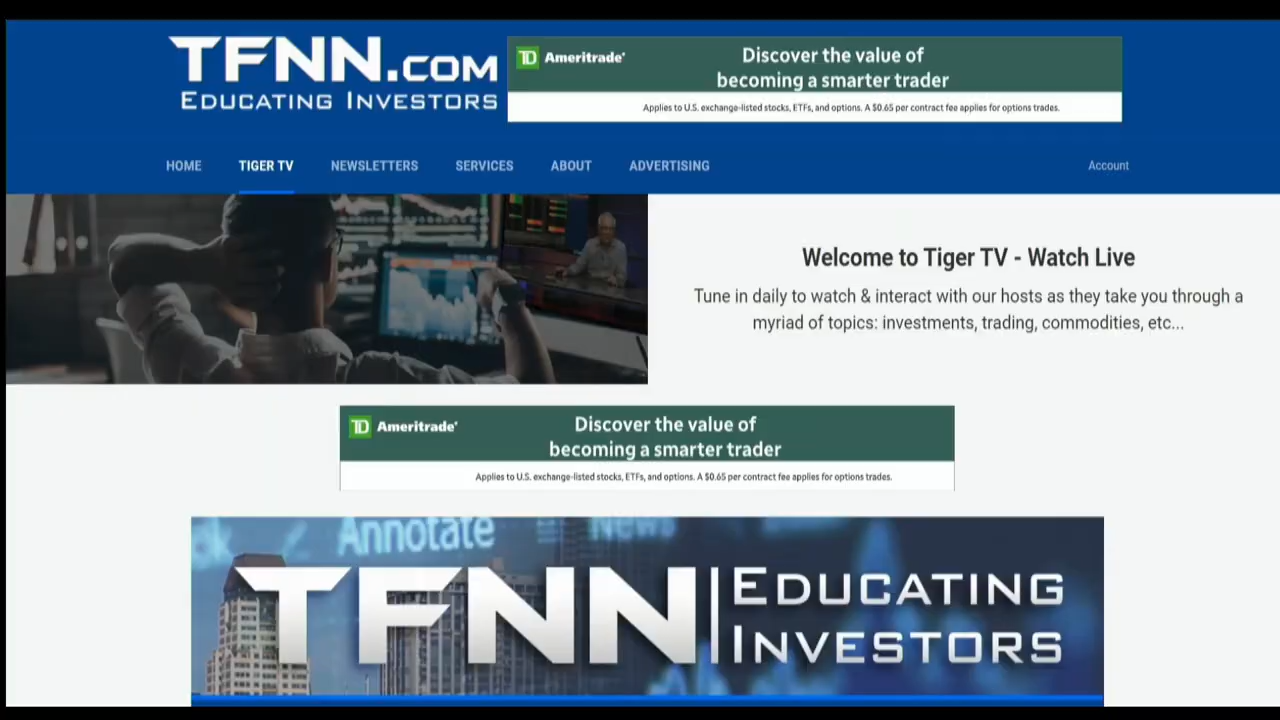 TFNN.COM
EDUCATING INVESTORS
TD Ameritrade®
Discover the value of
becoming a smarter trader
Applies to U.S. exchange-listed stocks, ETFs, and options. A $0.65 per contract fee applies for options trades.
HOME TIGER TV NEWSLETTERS SERVICES ABOUT ADVERTISING Account
Welcome to Tiger TV - Watch Live
Tune in daily to watch & interact with our hosts as they take you through a
myriad of topics: investments, trading, commodities, etc...
TD Ameritrade®
Discover the value of
becoming a smarter trader
Applies to U.S. exchange-listed stocks, ETFs, and options. A $0.65 per contract fee applies for options trades.
Annotate News
TFNN EDUCATING
INVESTORS